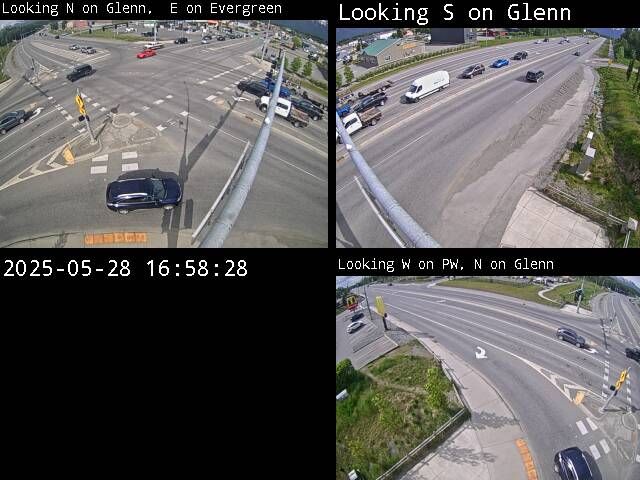 Looking N on Glenn,  E on Evergreen
Looking S on Glenn
2025-05-28 16:58:28
Looking W on PW, N on Glenn